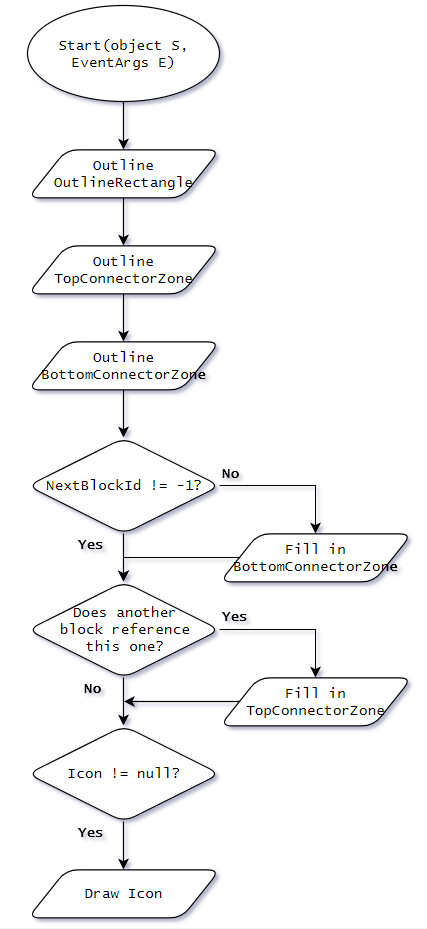 Start(object S,
EventArgs E)
Outline
OutlineRectangle
Outline
TopConnectorZone
Outline
BottomConnectorZone
NextBlockId != -1?
No
Yes
Fill in
BottomConnectorZone
Does another
block reference
this one?
Yes
No
Fill in
TopConnectorZone
Icon != null?
Yes
Draw Icon